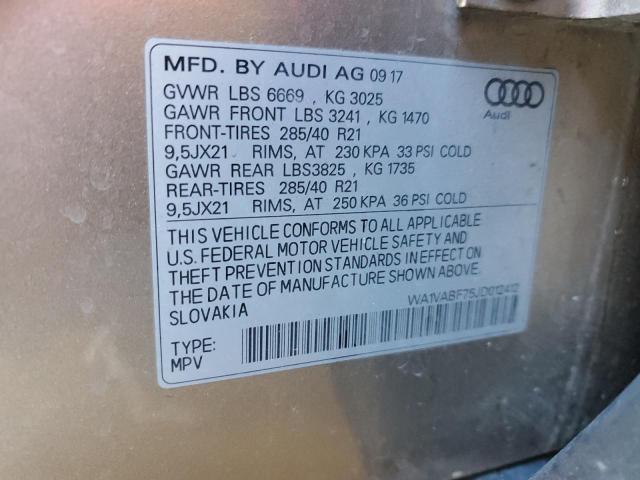 MFD. BY AUDI AG 09 17
GVWR LBS 6669 , KG 3025
GAWR FRONT LBS 3241 , KG 1470
FRONT-TIRES 285/40 R21
9,5JX21 RIMS, AT 230 KPA 33 PSI COLD
GAWR REAR LBS3825 , KG 1735
REAR-TIRES 285/40 R21
9,5JX21 RIMS, AT 250 KPA 36 PSI COLD
Audi
THIS VEHICLE CONFORMS TO ALL APPLICABLE
U.S. FEDERAL MOTOR VEHICLE SAFETY AND
THEFT PREVENTION STANDARDS IN EFFECT ON
THE DATE OF MANUFACTURE SHOWN ABOVE.
SLOVAKIA
WA1VABF75JD012412
TYPE:
MPV